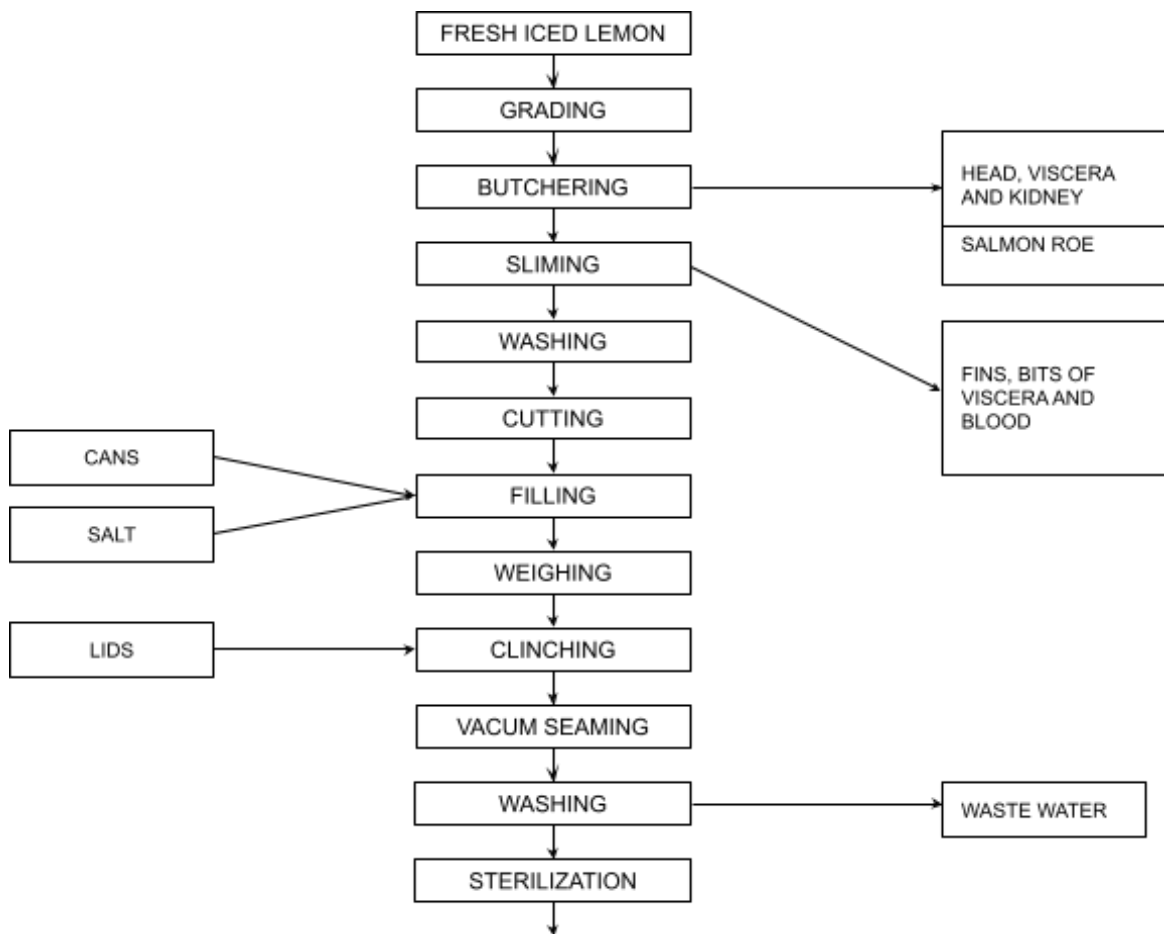 FRESH ICED LEMON
GRADING
BUTCHERING
HEAD, VISCERA
AND KIDNEY
SALMON ROE
SLIMING
WASHING
FINS, BITS OF
VISCERA AND
BLOOD
CUTTING
CANS
FILLING
SALT
WEIGHING
LIDS
CLINCHING
VACUM SEAMING
WASHING
WASTE WATER
STERILIZATION